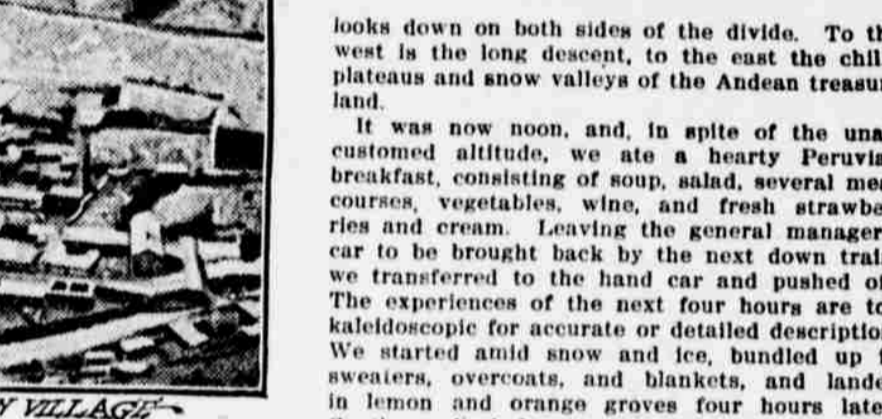 looks down on both sides of the divide. To th
west is the long descent, to the east the chill
plateaus and snow valleys of the Andean treasur
land.
It was now noon, and, in spite of the unac
customed altitude, we ate a hearty Peruvia
breakfast, consisting of soup, salad, several mea
courses, vegetables, wine, and fresh strawbe
ries and cream. Leaving the general manager
car to be brought back by the next down trai
we transferred to the hand car and pushed of
The experiences of the next four hours are to
kaleidoscopic for accurate or detailed descriptio
We started amid snow and ice, bundled up i
sweaters, overcoats, and blankets, and lande
in lemon and orange groves four hours late
Y VILLAGE